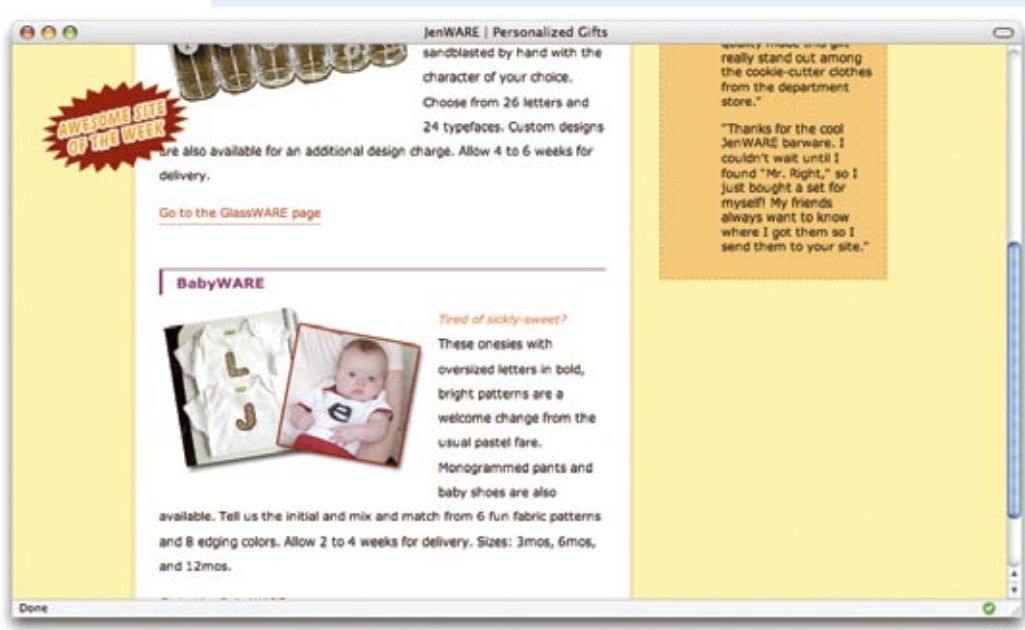 JenWARE | Personalized Gifts
sandblasted by hand with the
character of your choice.
Choose from 26 letters and
24 typefaces. Custom designs
are also available for an additional design charge. Allow 4 to 6 weeks for
delivery.
Go to the GlassWARE page
AWESOME SITE
OF THE WEEK
BabyWARE
L
J
e
Tired of sickly-sweet?
These onesies with
oversized letters in bold,
bright patterns are a
welcome change from the
usual pastel fare.
Monogrammed pants and
baby shoes are also
available. Tell us the initial and mix and match from 6 fun fabric patterns
and 8 edging colors. Allow 2 to 4 weeks for delivery. Sizes: 3mos, 6mos,
and 12mos.
quality made this gift
really stand out among
the cookie-cutter clothes
from the department
store."
"Thanks for the cool
JenWARE barware. I
couldn't wait until I
found "Mr. Right," so I
just bought a set for
myself! My friends
always want to know
where I got them so I
send them to your site."
Done